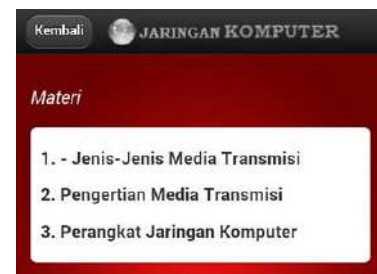 Kembali JARINGAN KOMPUTER
Materi
1. - Jenis-Jenis Media Transmisi
2. Pengertian Media Transmisi
3. Perangkat Jaringan Komputer